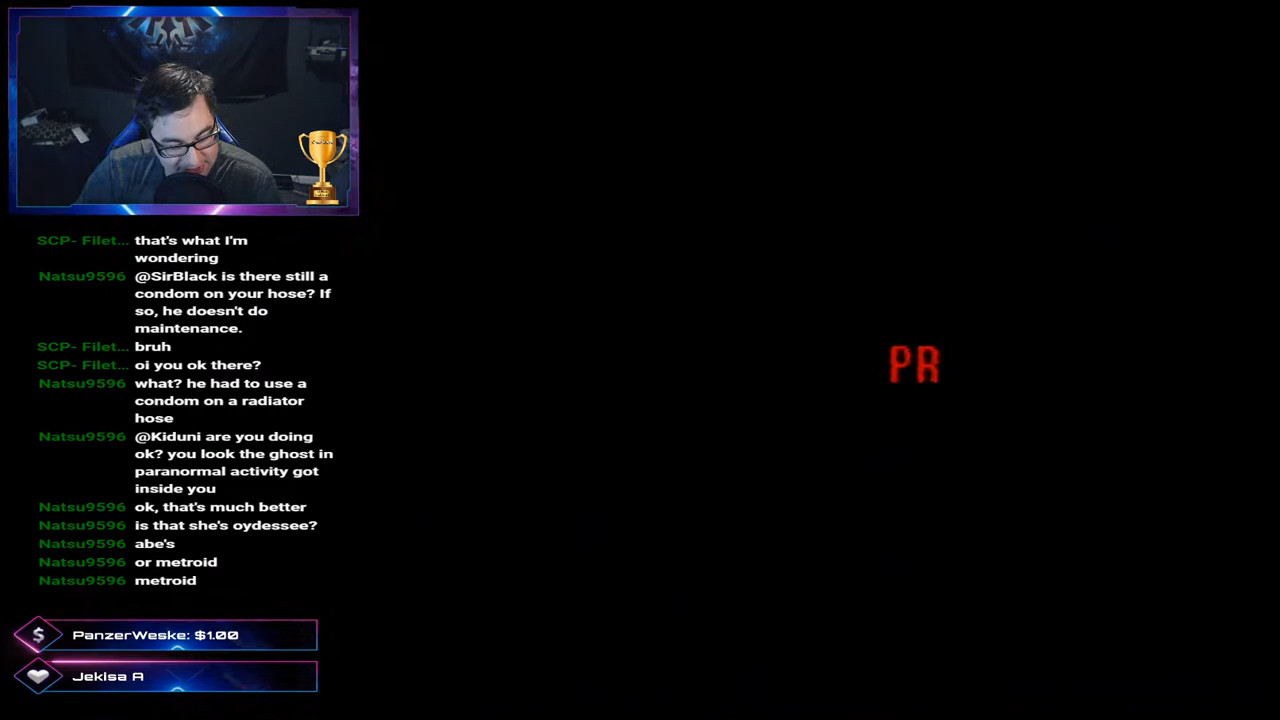 SCP- Filet... that's what I'm
wondering
Natsu9596 @SirBlack is there still a
condom on your hose? If
so, he doesn't do
maintenance.
SCP- Filet... bruh
SCP- Filet... oi you ok there?
Natsu9596 what? he had to use a
condom on a radiator
hose
Natsu9596 @Kiduni are you doing
ok? you look the ghost in
paranormal activity got
inside you
Natsu9596 ok, that's much better
Natsu9596 is that she's oydessee?
Natsu9596 abe's
Natsu9596 or metroid
Natsu9596 metroid
$ PanzerWeske: $1.00
Jekisa A
PR